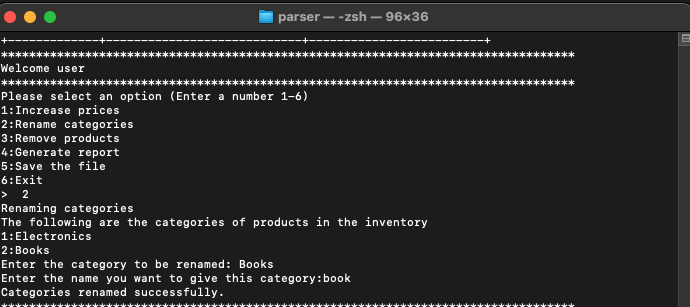 parser — -zsh — 96×36
+-------------+----------------------------+-------------------------+
**********************************************************************************
Welcome user
**********************************************************************************
Please select an option (Enter a number 1-6)
1:Increase prices
2:Rename categories
3:Remove products
4:Generate report
5:Save the file
6:Exit
>  2
Renaming categories
The following are the categories of products in the inventory
1:Electronics
2:Books
Enter the category to be renamed: Books
Enter the name you want to give this category:book
Categories renamed successfully.
**********************************************************************************